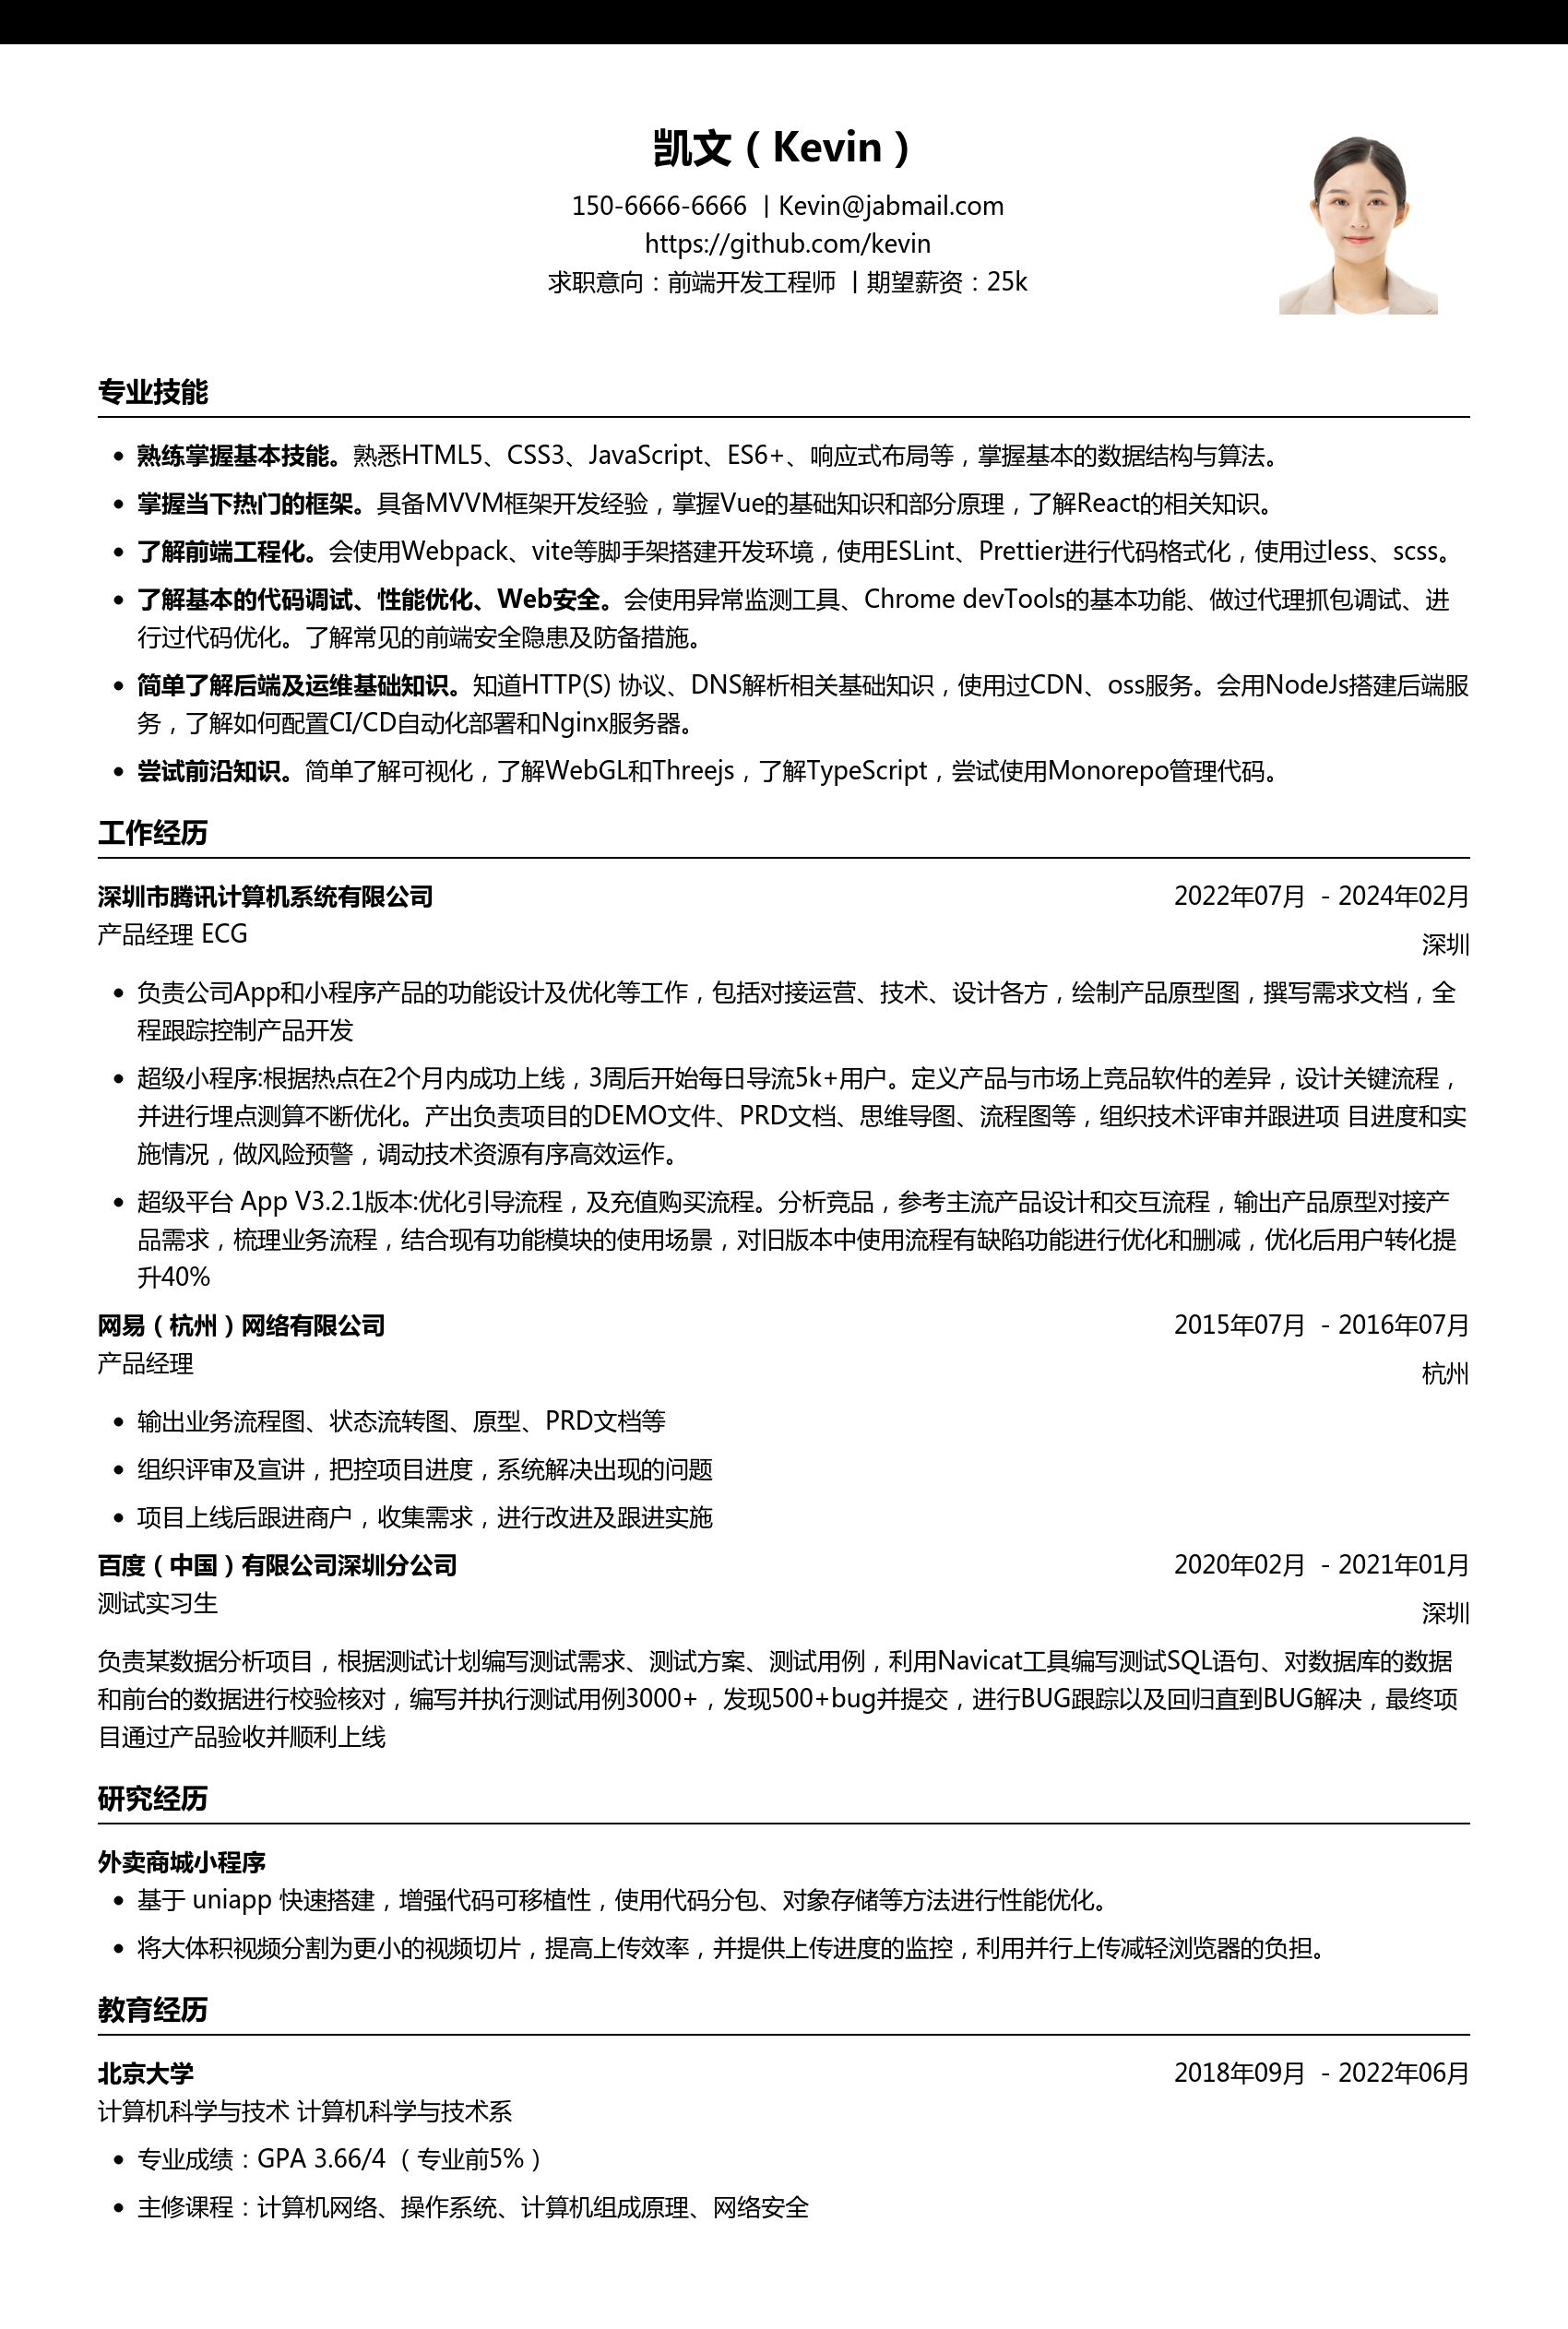 凯文（Kevin）
150-6666-6666 | Kevin@jabmail.com
https://github.com/kevin
求职意向：前端开发工程师 | 期望薪资：25k
专业技能
熟练掌握基本技能。熟悉HTML5、CSS3、JavaScript、ES6+、响应式布局等，掌握基本的数据结构与算法。
掌握当下热门的框架。具备MVVM框架开发经验，掌握Vue的基础知识和部分原理，了解React的相关知识。
了解前端工程化。会使用Webpack、vite等脚手架搭建开发环境，使用ESLint、Prettier进行代码格式化，使用过less、scss。
了解基本的代码调试、性能优化、Web安全。会使用异常监测工具、Chrome devTools的基本功能、做过代理抓包调试、进
行过代码优化。了解常见的前端安全隐患及防备措施。
简单了解后端及运维基础知识。知道HTTP(S) 协议、DNS解析相关基础知识，使用过CDN、oss服务。会用NodeJs搭建后端服
务，了解如何配置CI/CD自动化部署和Nginx服务器。
尝试前沿知识。简单了解可视化，了解WebGL和Threejs，了解TypeScript，尝试使用Monorepo管理代码。
工作经历
深圳市腾讯计算机系统有限公司 2022年07月 - 2024年02月
产品经理 ECG 深圳
负责公司App和小程序产品的功能设计及优化等工作，包括对接运营、技术、设计各方，绘制产品原型图，撰写需求文档，全
程跟踪控制产品开发
超级小程序:根据热点在2个月内成功上线，3周后开始每日导流5k+用户。定义产品与市场上竞品软件的差异，设计关键流程，
并进行埋点测算不断优化。产出负责项目的DEMO文件、PRD文档、思维导图、流程图等，组织技术评审并跟进项 目进度和实
施情况，做风险预警，调动技术资源有序高效运作。
超级平台 App V3.2.1版本:优化引导流程，及充值购买流程。分析竞品，参考主流产品设计和交互流程，输出产品原型对接产
品需求，梳理业务流程，结合现有功能模块的使用场景，对旧版本中使用流程有缺陷功能进行优化和删减，优化后用户转化提
升40%
网易（杭州）网络有限公司 2015年07月 - 2016年07月
产品经理 杭州
输出业务流程图、状态流转图、原型、PRD文档等
组织评审及宣讲，把控项目进度，系统解决出现的问题
项目上线后跟进商户，收集需求，进行改进及跟进实施
百度（中国）有限公司深圳分公司 2020年02月 - 2021年01月
测试实习生 深圳
负责某数据分析项目，根据测试计划编写测试需求、测试方案、测试用例，利用Navicat工具编写测试SQL语句、对数据库的数据
和前台的数据进行校验核对，编写并执行测试用例3000+，发现500+bug并提交，进行BUG跟踪以及回归直到BUG解决，最终项
目通过产品验收并顺利上线
研究经历
外卖商城小程序
基于 uniapp 快速搭建，增强代码可移植性，使用代码分包、对象存储等方法进行性能优化。
将大体积视频分割为更小的视频切片，提高上传效率，并提供上传进度的监控，利用并行上传减轻浏览器的负担。
教育经历
北京大学 2018年09月 - 2022年06月
计算机科学与技术 计算机科学与技术系
专业成绩：GPA 3.66/4 （专业前5%）
主修课程：计算机网络、操作系统、计算机组成原理、网络安全